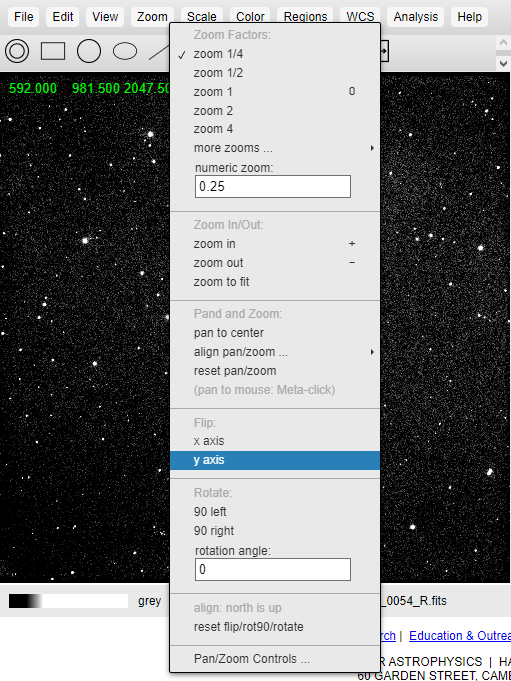 File Edit View Zoom Scale Color Regions WCS Analysis Help
592.000 981.500 2047.50
Zoom Factors:
✓ zoom 1/4
zoom 1/2
zoom 1 0
zoom 2
zoom 4
more zooms ...
numeric zoom:
0.25
Zoom In/Out:
zoom in +
zoom out −
zoom to fit
Pand and Zoom:
pan to center
align pan/zoom ...
reset pan/zoom
(pan to mouse: Meta-click)
Flip:
x axis
y axis
Rotate:
90 left
90 right
rotation angle:
0
align: north is up
grey _0054_R.fits
reset flip/rot90/rotate
rch | Education & Outrea
Pan/Zoom Controls ...
R ASTROPHYSICS | HA
60 GARDEN STREET, CAME